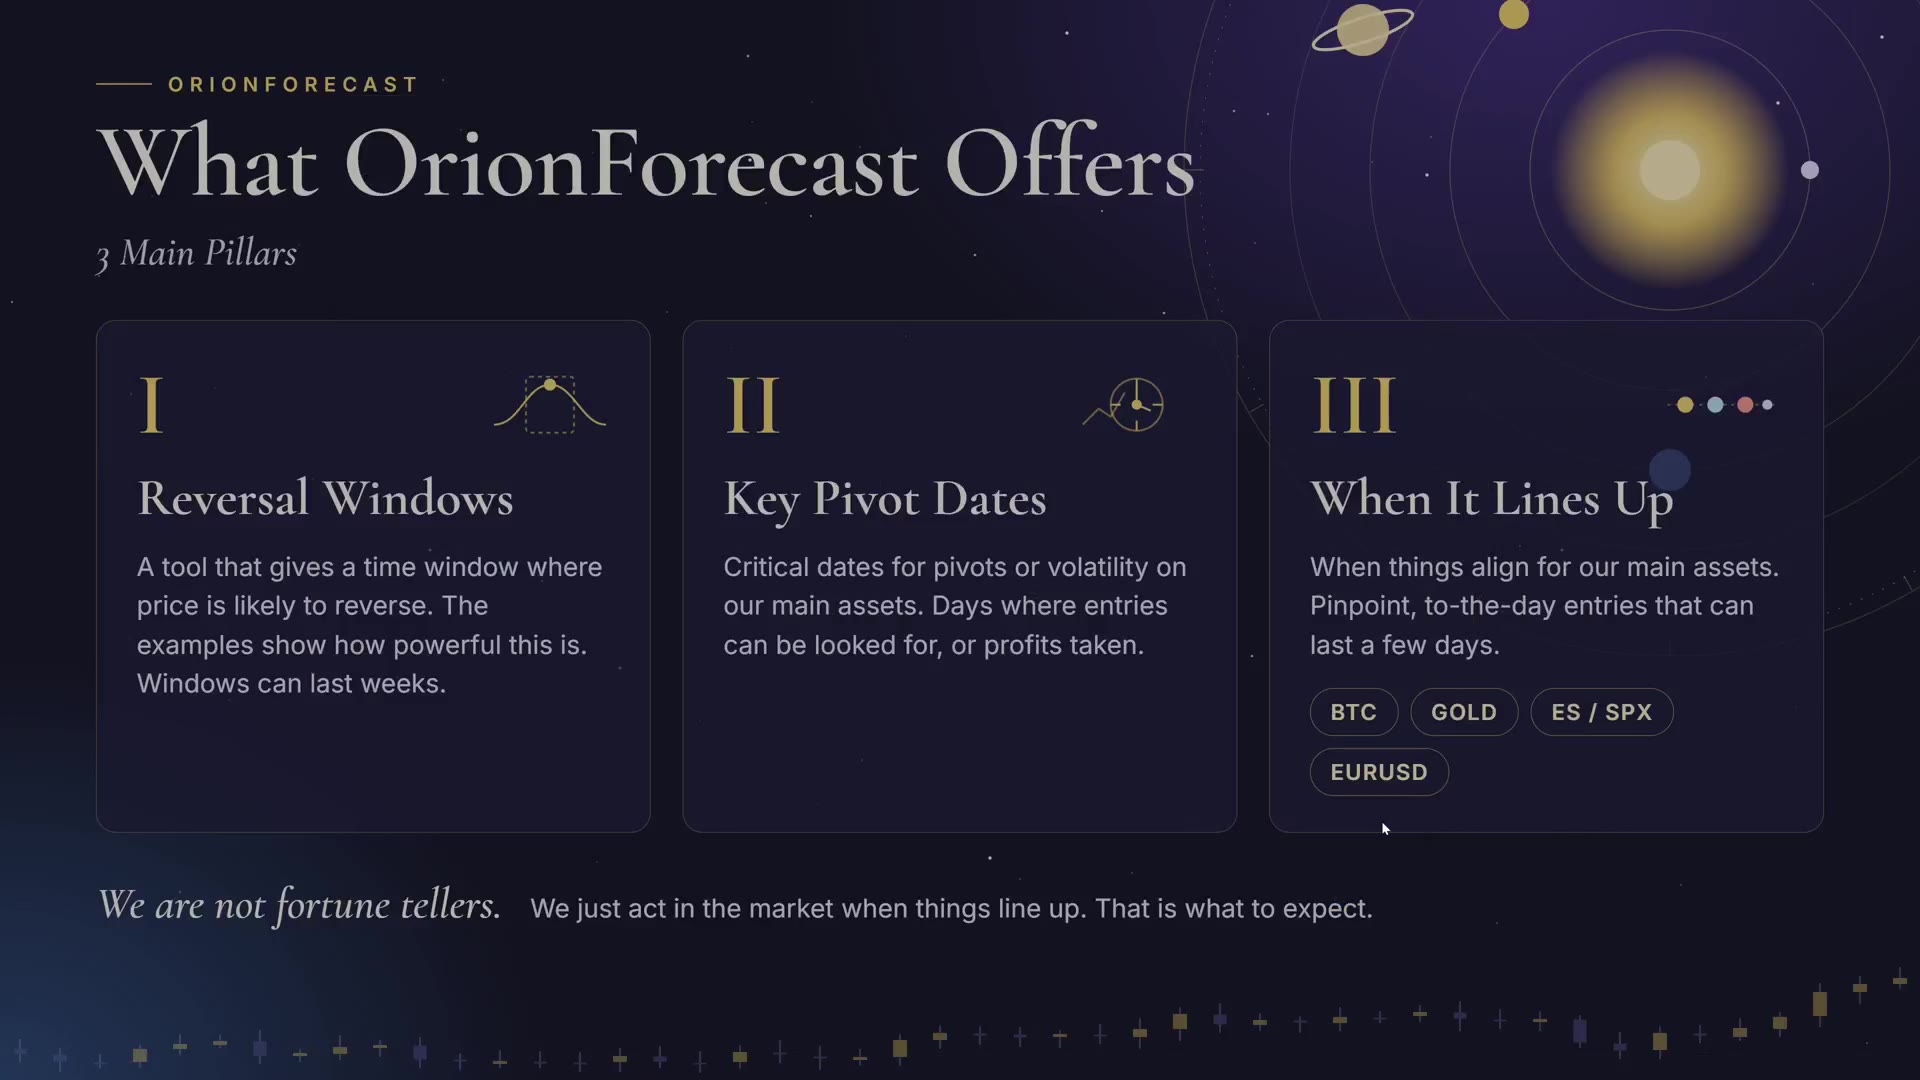 ORIONFORECAST
What OrionForecast Offers
3 Main Pillars
I
Reversal Windows
A tool that gives a time window where
price is likely to reverse. The
examples show how powerful this is.
Windows can last weeks.
II
Key Pivot Dates
Critical dates for pivots or volatility on
our main assets. Days where entries
can be looked for, or profits taken.
III
When It Lines Up
When things align for our main assets.
Pinpoint, to-the-day entries that can
last a few days.
BTC GOLD ES / SPX
EURUSD
We are not fortune tellers. We just act in the market when things line up. That is what to expect.